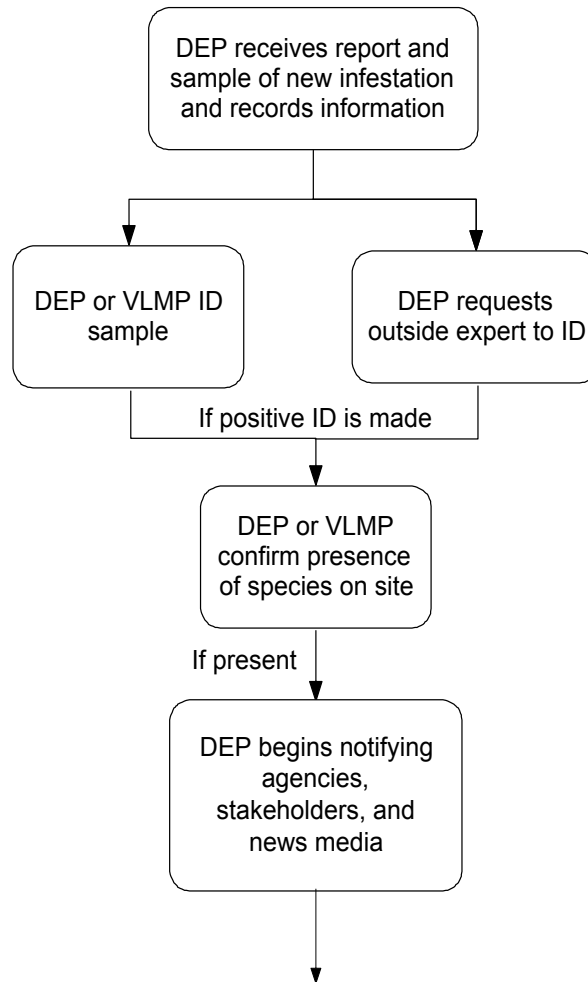 DEP receives report and
sample of new infestation
and records information
DEP or VLMP ID
sample
DEP requests
outside expert to ID
If positive ID is made
DEP or VLMP
confirm presence
of species on site
If present
DEP begins notifying
agencies,
stakeholders, and
news media